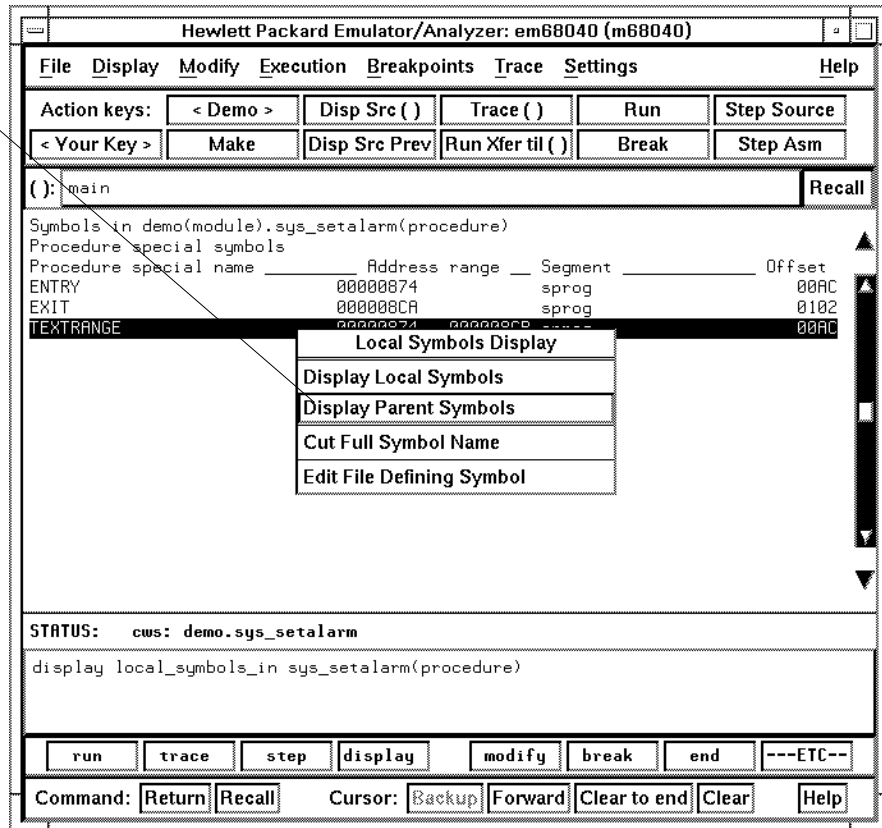 Hewlett Packard Emulator/Analyzer: em68040 (m68040)
File Display Modify Execution Breakpoints Trace Settings Help
Action keys: < Demo > Disp Src ( ) Trace ( ) Run Step Source
< Your Key > Make Disp Src Prev Run Xfer til ( ) Break Step Asm
( ): main Recall
Symbols in demo(module).sys_setalarm(procedure)
Procedure special symbols
Procedure special name _________ Address range __ Segment _____________ Offset
ENTRY 00000874 sprog 00AC
EXIT 000008CA sprog 0102
TEXTRANGE 00000874 000008CB sprog 00AC
Local Symbols Display
Display Local Symbols
Display Parent Symbols
Cut Full Symbol Name
Edit File Defining Symbol
STATUS: cws: demo.sys_setalarm
display local_symbols_in sys_setalarm(procedure)
run trace step display modify break end ---ETC--
Command: Return Recall Cursor: Backup Forward Clear to end Clear Help